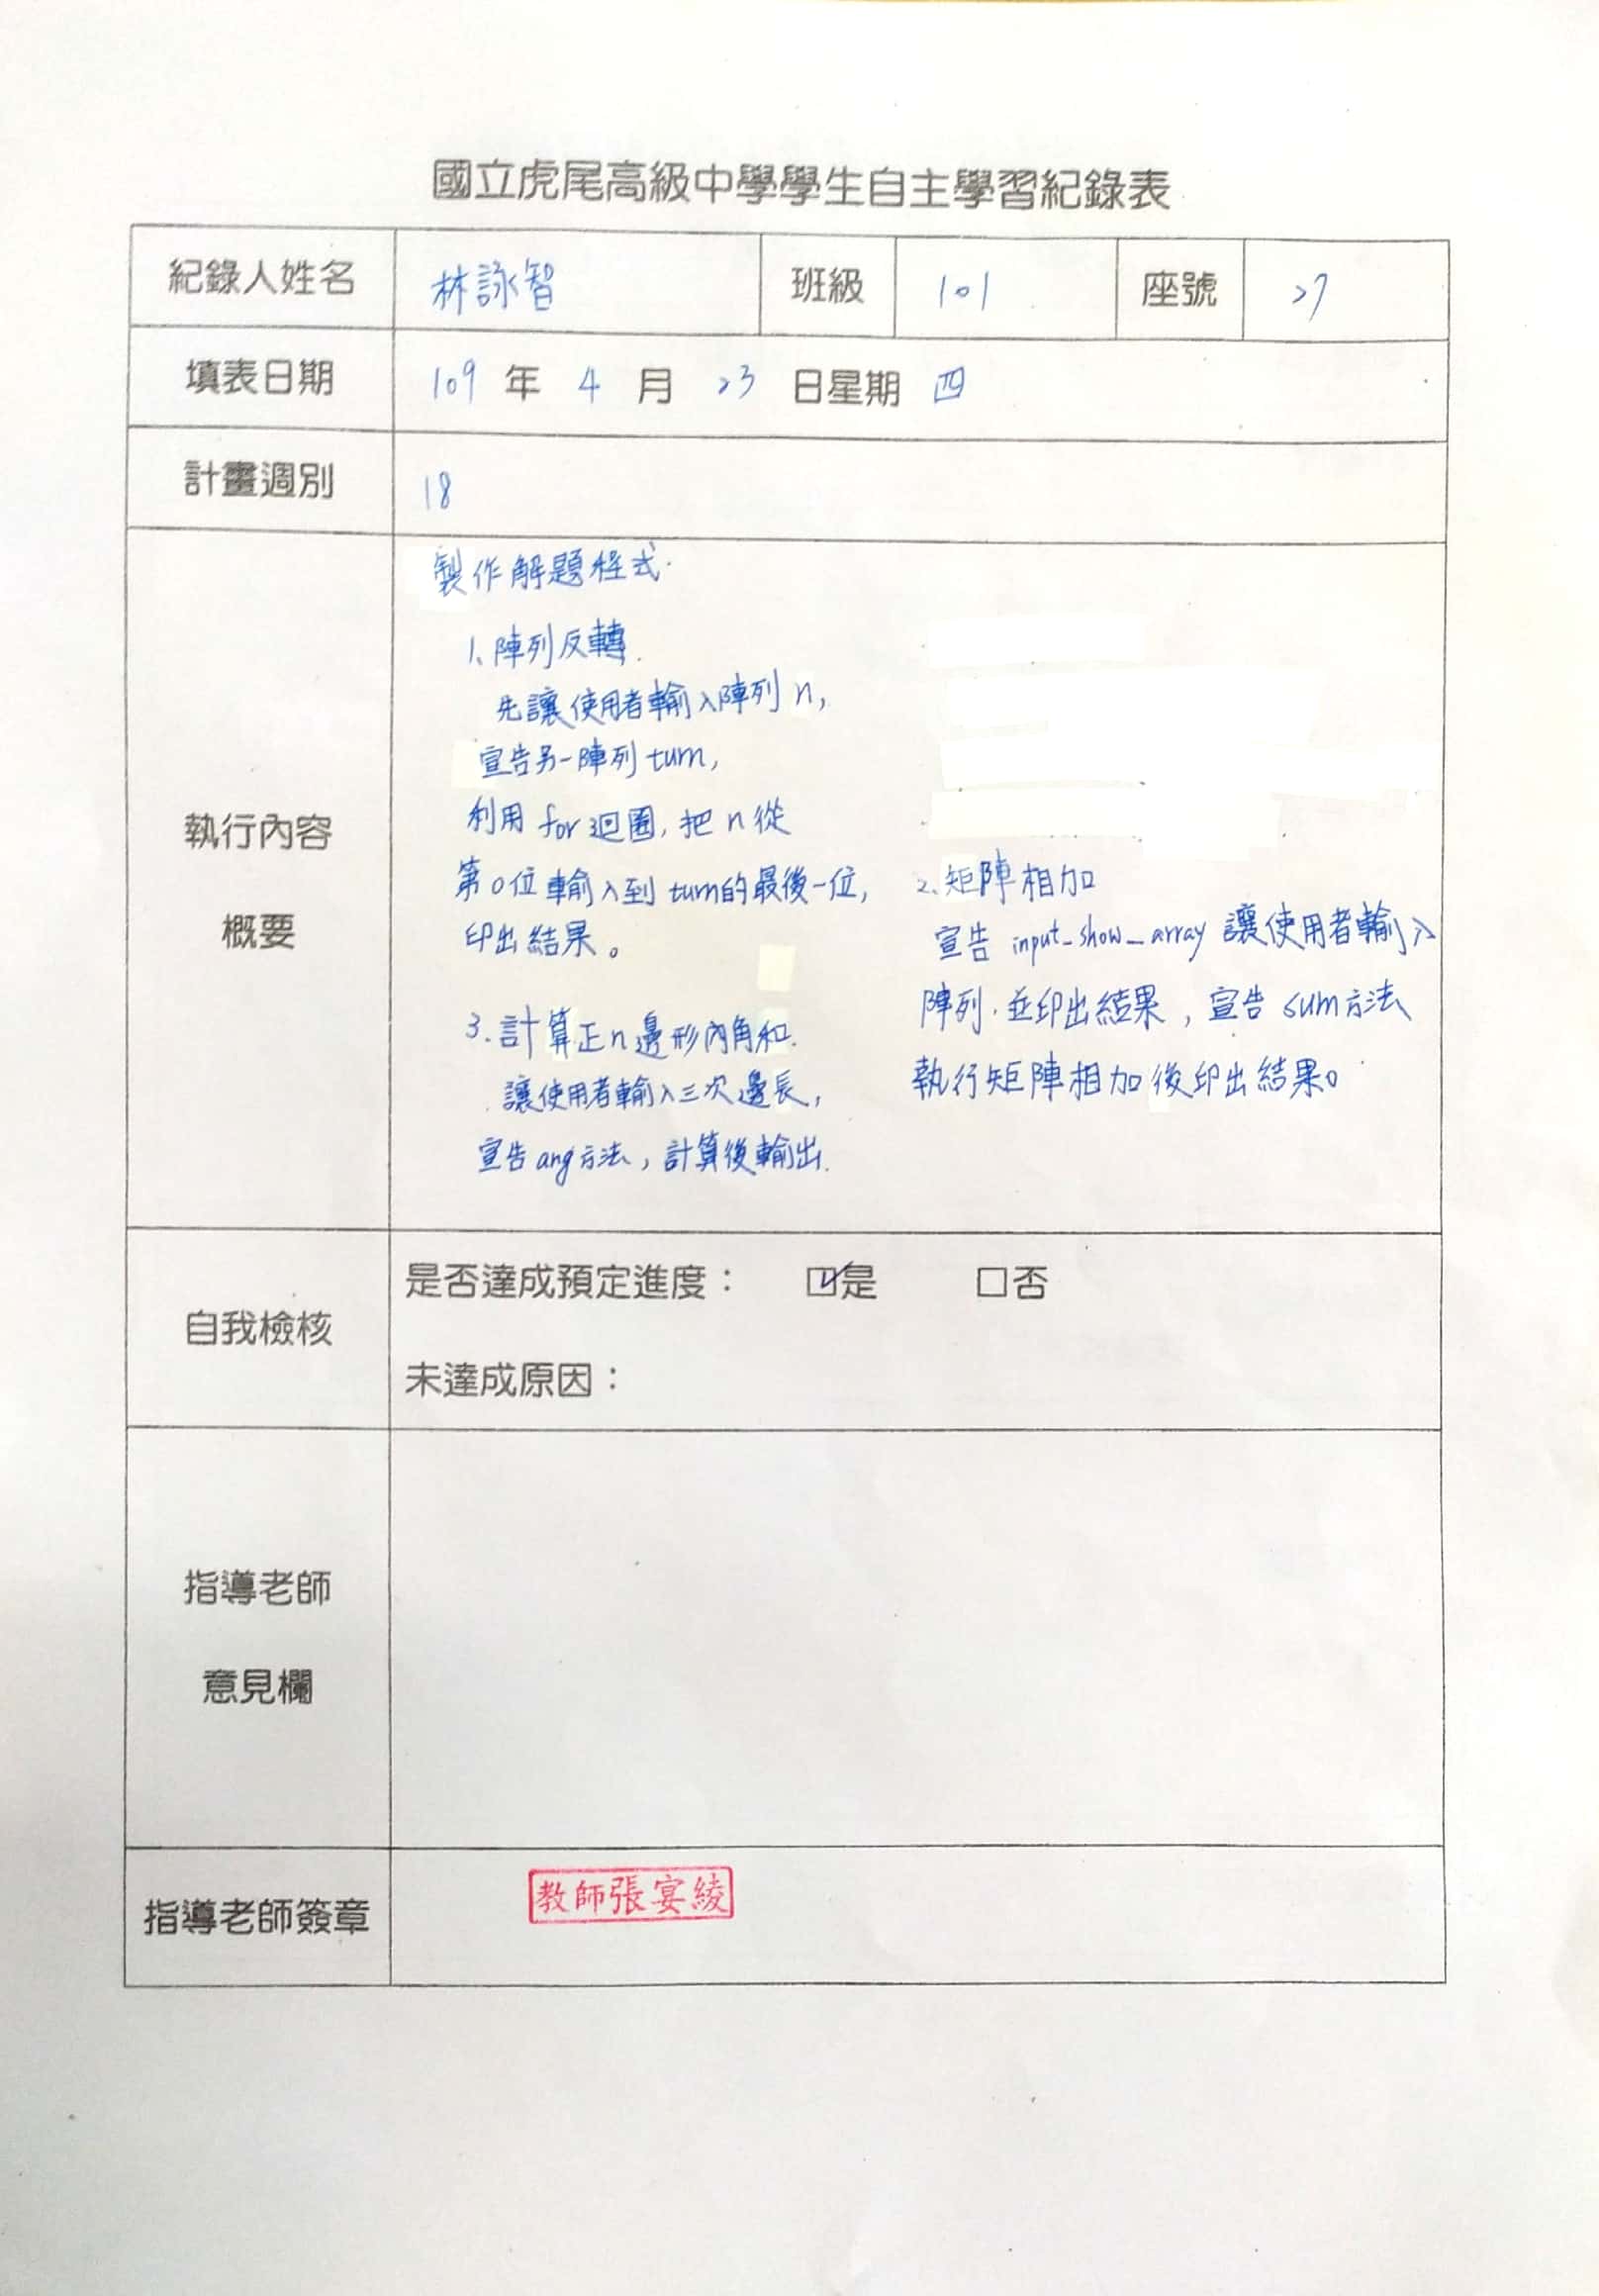 國立虎尾高級中學學生自主學習紀錄表
紀錄人姓名 林詠智 班級 101 座號 27
填表日期 109 年 4 月 23 日星期 四
計畫週別 18
執行內容
概要
製作解題程式.
1、陣列反轉.
先讓使用者輸入陣列 n,
宣告另一陣列 turn,
利用 for 迴圈, 把 n 從
第0位輸入到 turn的最後一位,
印出結果。
2、矩陣相加
宣告 input_show_array 讓使用者輸入
陣列.並印出結果, 宣告 sum方法
執行矩陣相加後印出結果。
3.計算正n邊形內角和.
讓使用者輸入三次邊長,
宣告ang方法, 計算後輸出.
自我檢核
是否達成預定進度： ☑是 □否
未達成原因：
指導老師
意見欄
指導老師簽章 教師張宴綾